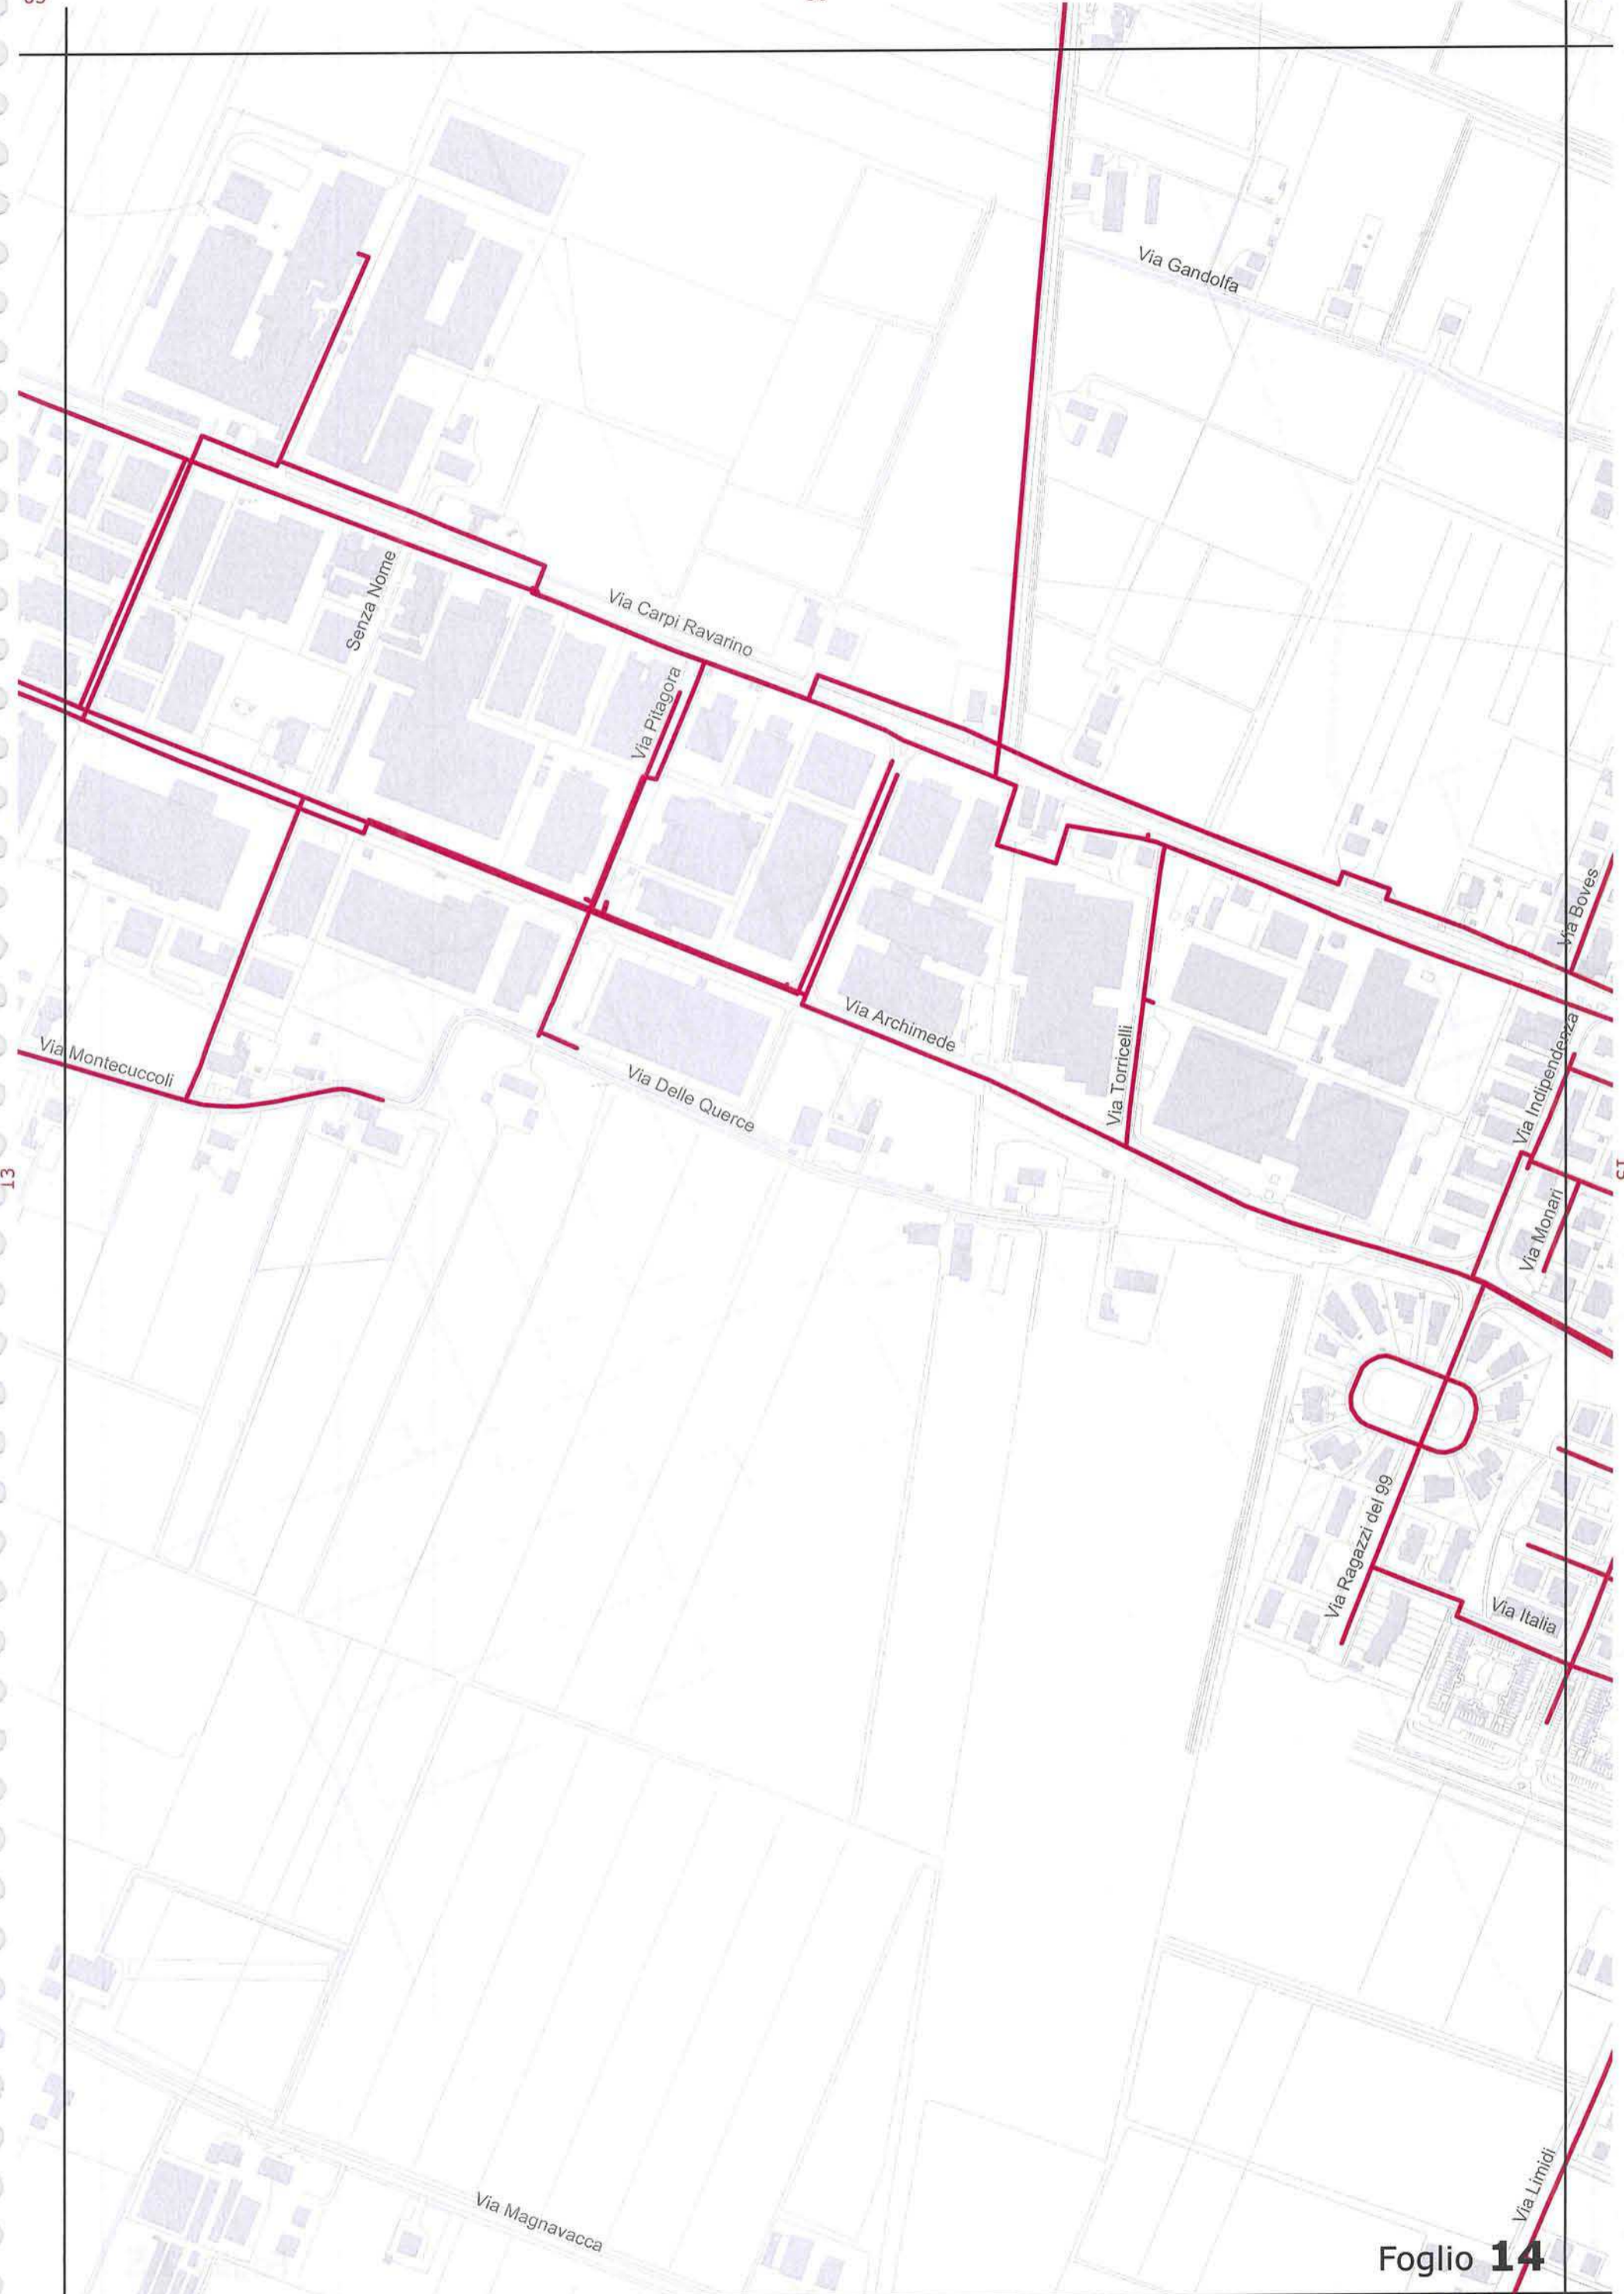 Via Gandolfa
Senza Nome
Via Carpi Ravarino
Via Pitagora
Via Boves
Via Archimede
Via Torricelli
Via Indipendenza
Via Montecuccoli
Via Delle Querce
13
Via Monari
Via Ragazzi del 99
Via Italia
Via Limidi
Via Magnavacca
Foglio 14